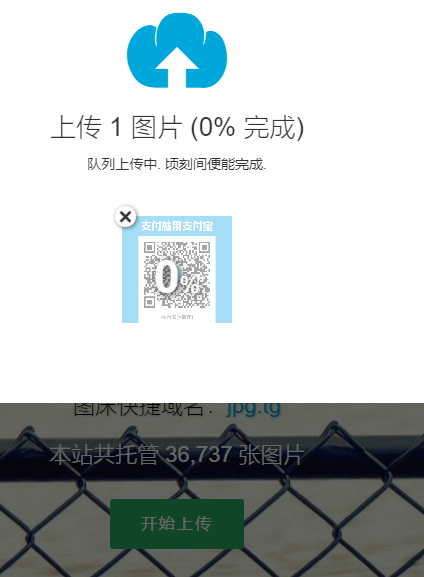 上传 1 图片 (0% 完成)
队列上传中. 顷刻间便能完成.
支付就用支付宝
0%
图床快捷域名：jpg.tg
本站共托管 36,737 张图片
开始上传